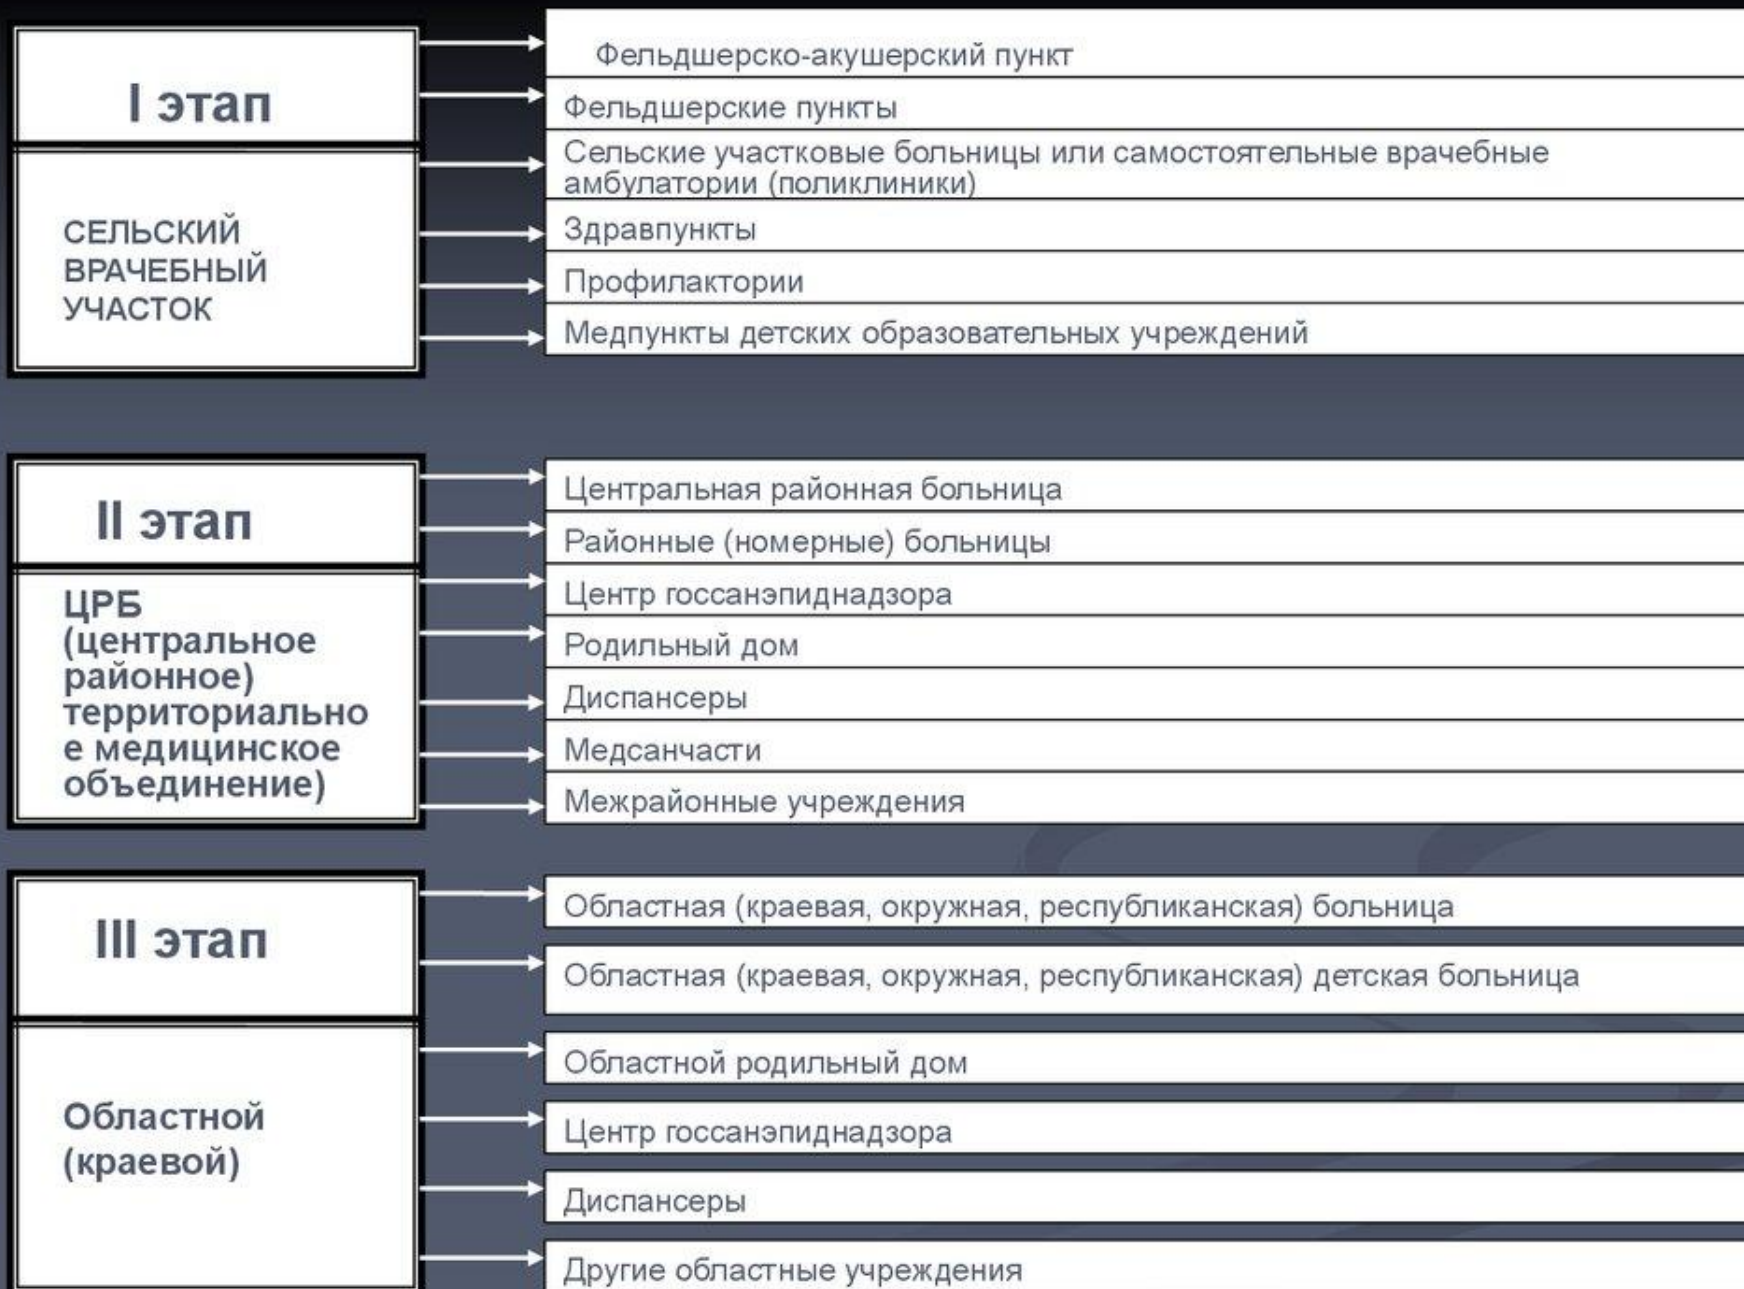 I этап
СЕЛЬСКИЙ
ВРАЧЕБНЫЙ
УЧАСТОК
Фельдшерско-акушерский пункт
Фельдшерские пункты
Сельские участковые больницы или самостоятельные врачебные
амбулатории (поликлиники)
Здравпункты
Профилактории
Медпункты детских образовательных учреждений
II этап
ЦРБ
(центральное
районное)
территориально
е медицинское
объединение)
Центральная районная больница
Районные (номерные) больницы
Центр госсанэпиднадзора
Родильный дом
Диспансеры
Медсанчасти
Межрайонные учреждения
III этап
Областной
(краевой)
Областная (краевая, окружная, республиканская) больница
Областная (краевая, окружная, республиканская) детская больница
Областной родильный дом
Центр госсанэпиднадзора
Диспансеры
Другие областные учреждения